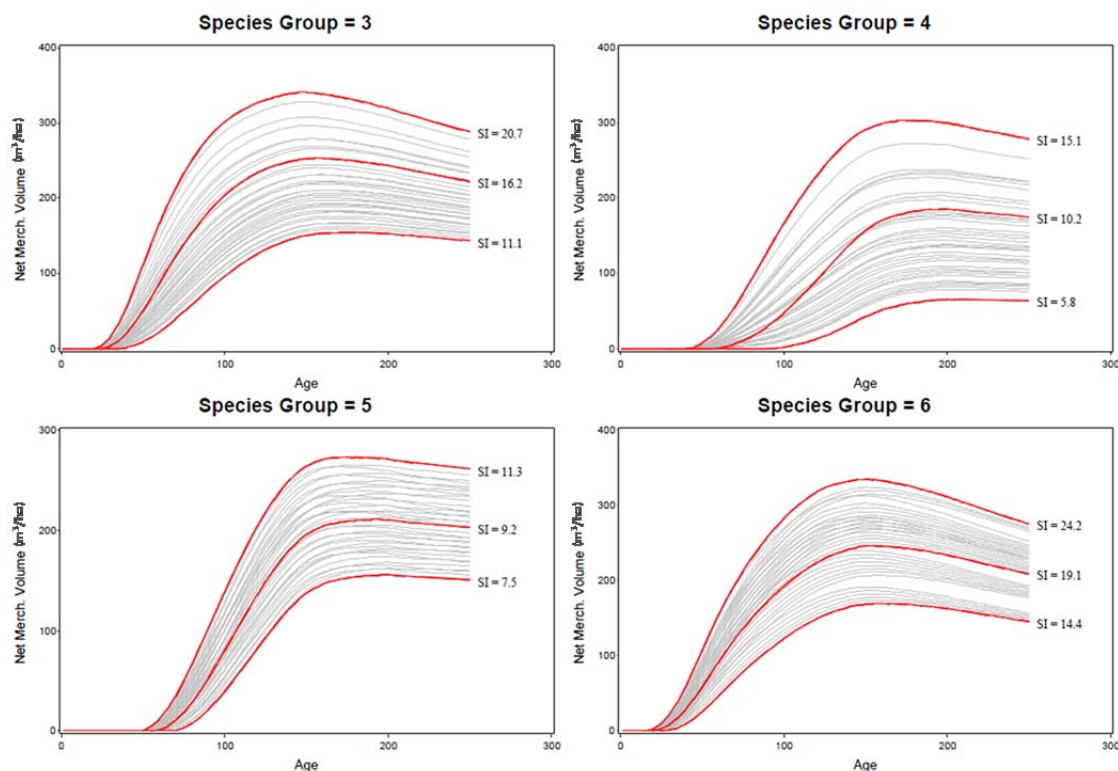 Species Group = 3
400
300
200
100
0
Net Merch. Volume (m³/ha)
SI = 20.7
SI = 16.2
SI = 11.1
0
100
200
300
Age
Species Group = 4
400
300
200
100
0
Net Merch. Volume (m³/ha)
SI = 15.1
SI = 10.2
SI = 5.8
0
100
200
300
Age
Species Group = 5
300
200
100
0
Net Merch. Volume (m³/ha)
SI = 11.3
SI = 9.2
SI = 7.5
0
100
200
300
Age
Species Group = 6
400
300
200
100
0
Net Merch. Volume (m³/ha)
SI = 24.2
SI = 19.1
SI = 14.4
0
100
200
300
Age